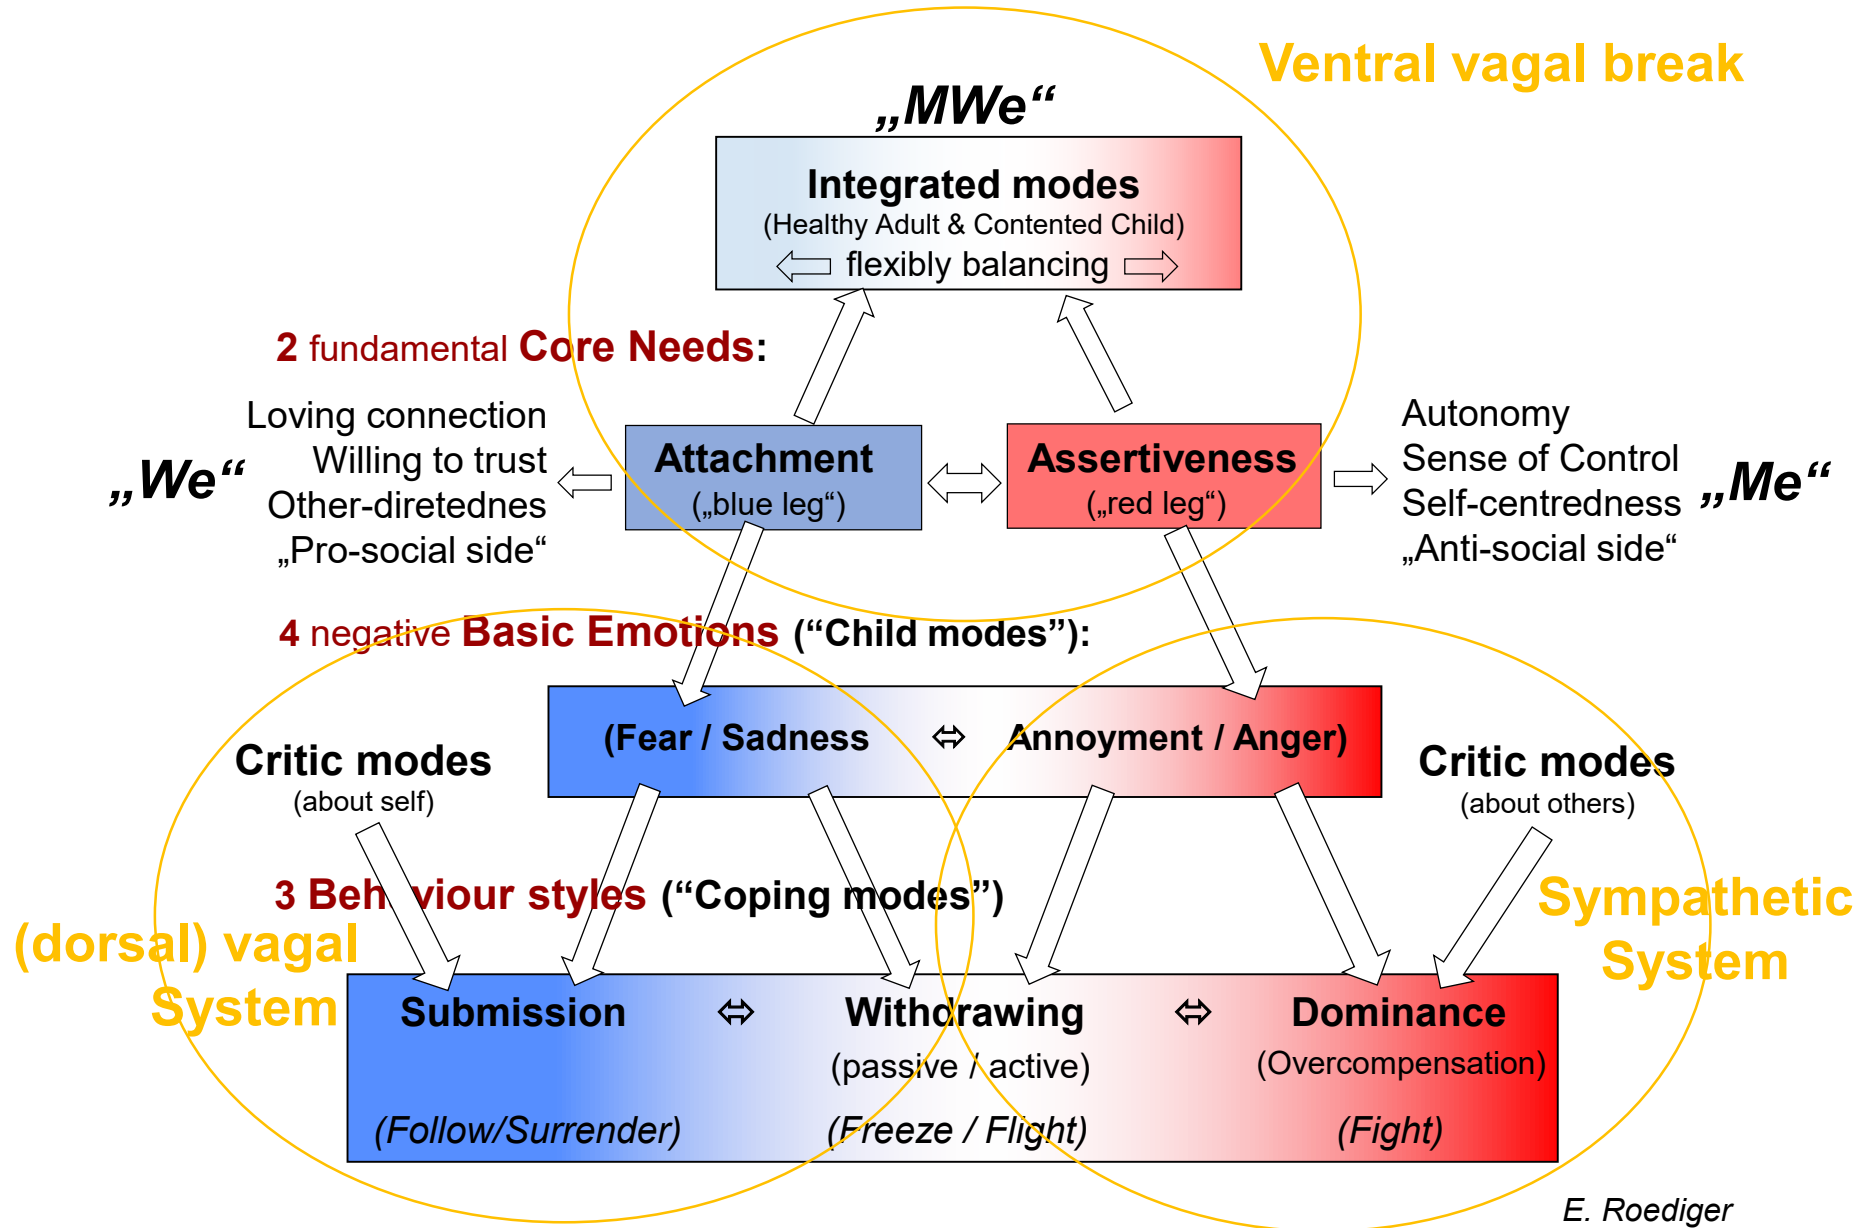 Ventral vagal break
„MWe“
Integrated modes
(Healthy Adult & Contented Child)
flexibly balancing
2 fundamental Core Needs:
Loving connection
Willing to trust
Other-diretednes
„Pro-social side“
„We“
Attachment
(„blue leg“)
Assertiveness
(„red leg“)
Autonomy
Sense of Control
Self-centredness
„Anti-social side“
„Me“
4 negative Basic Emotions (“Child modes”):
(Fear / Sadness ⇔ Annoyment / Anger)
Critic modes
(about self)
Critic modes
(about others)
3 Behaviour styles (“Coping modes”)
(dorsal) vagal
System
Sympathetic
System
Submission ⇔ Withdrawing ⇔ Dominance
(passive / active)
(Overcompensation)
(Follow/Surrender)
(Freeze / Flight)
(Fight)
E. Roediger